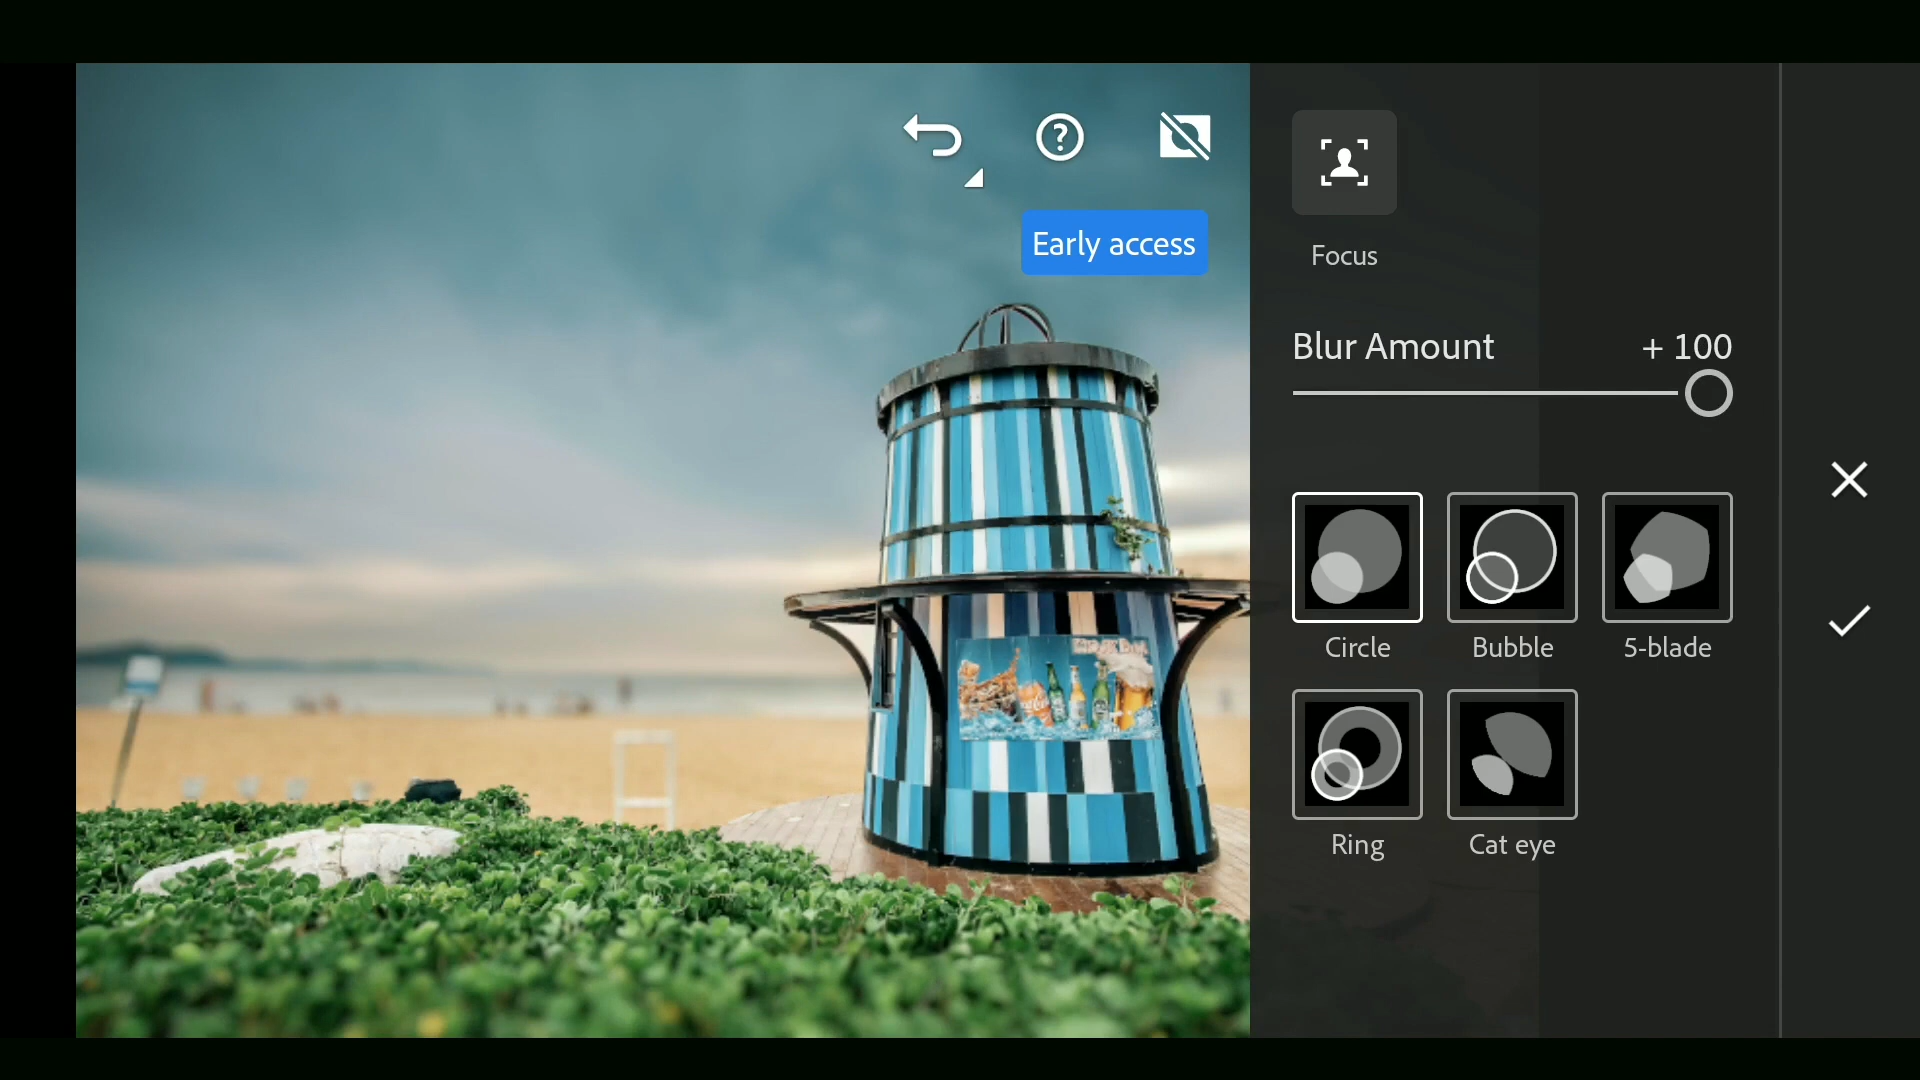 ?
Early access
Focus
Blur Amount + 100
Circle Bubble 5-blade
Ring Cat eye